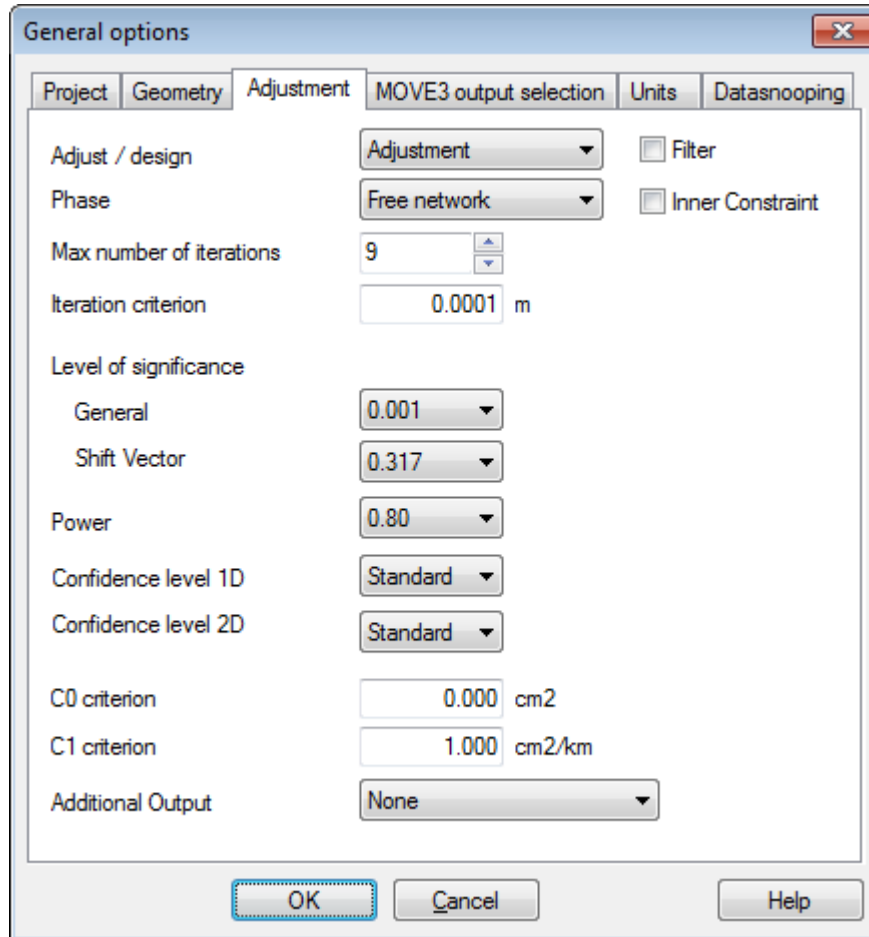 General options
Project Geometry Adjustment MOVE3 output selection Units Datasnooping
Adjust / design Adjustment Filter
Phase Free network Inner Constraint
Max number of iterations 9
Iteration criterion 0.0001 m
Level of significance
General 0.001
Shift Vector 0.317
Power 0.80
Confidence level 1D Standard
Confidence level 2D Standard
C0 criterion 0.000 cm2
C1 criterion 1.000 cm2/km
Additional Output None
OK Cancel Help